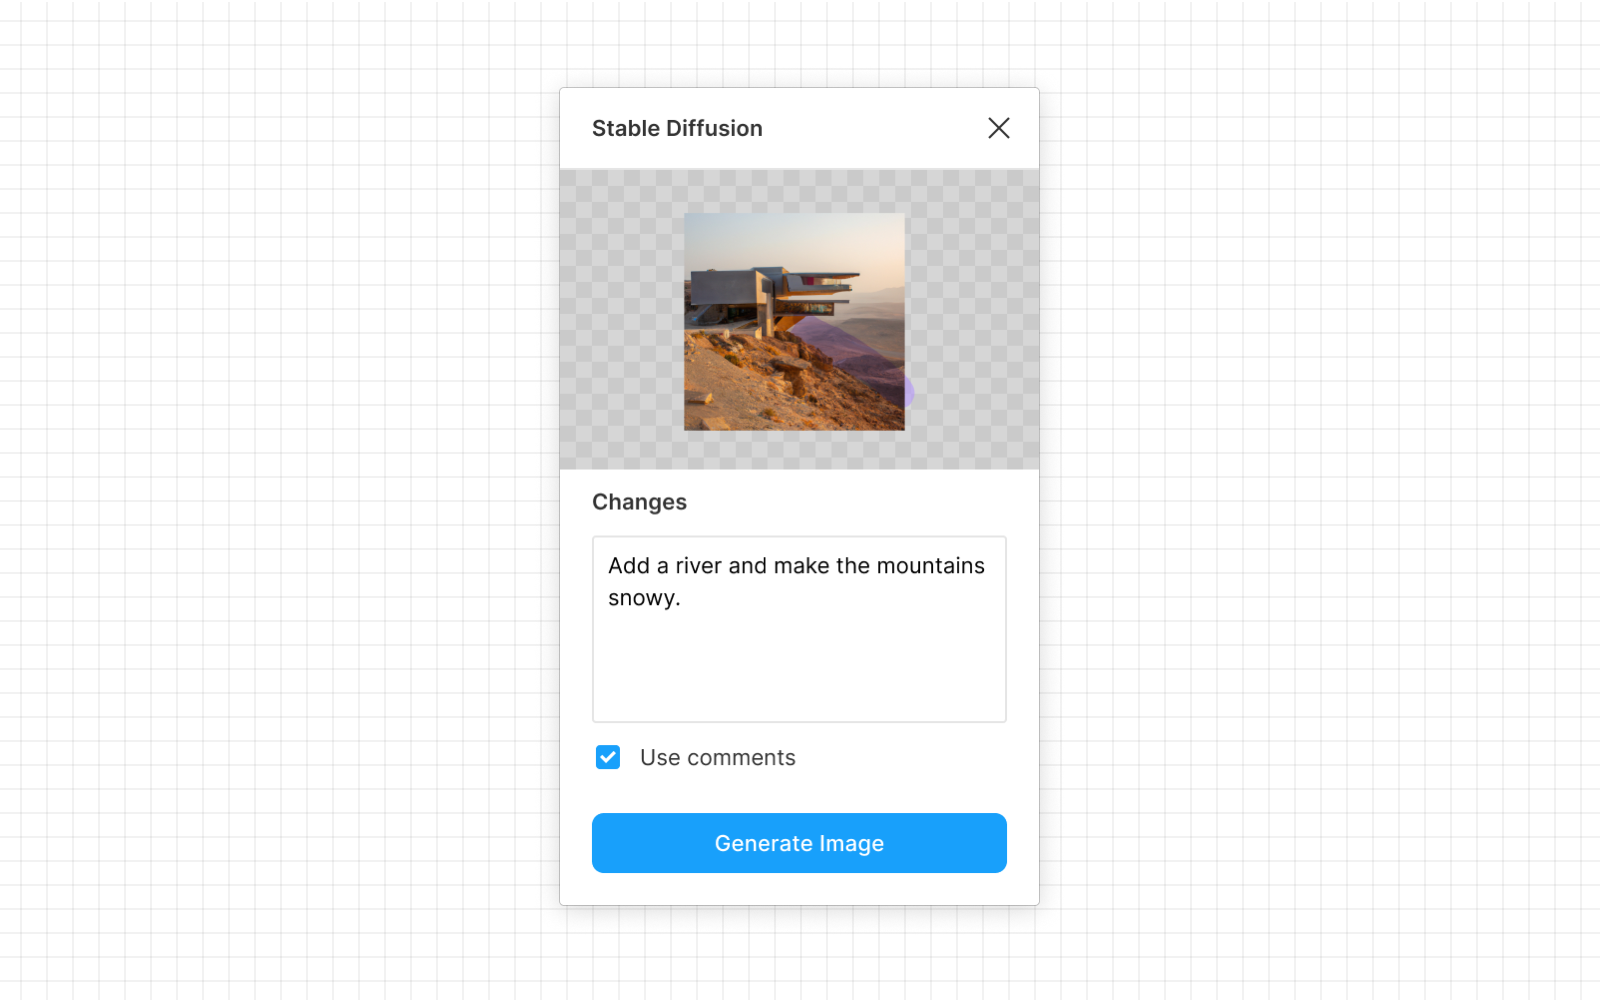 Stable Diffusion
Changes
Add a river and make the mountains
snowy.
Use comments
Generate Image